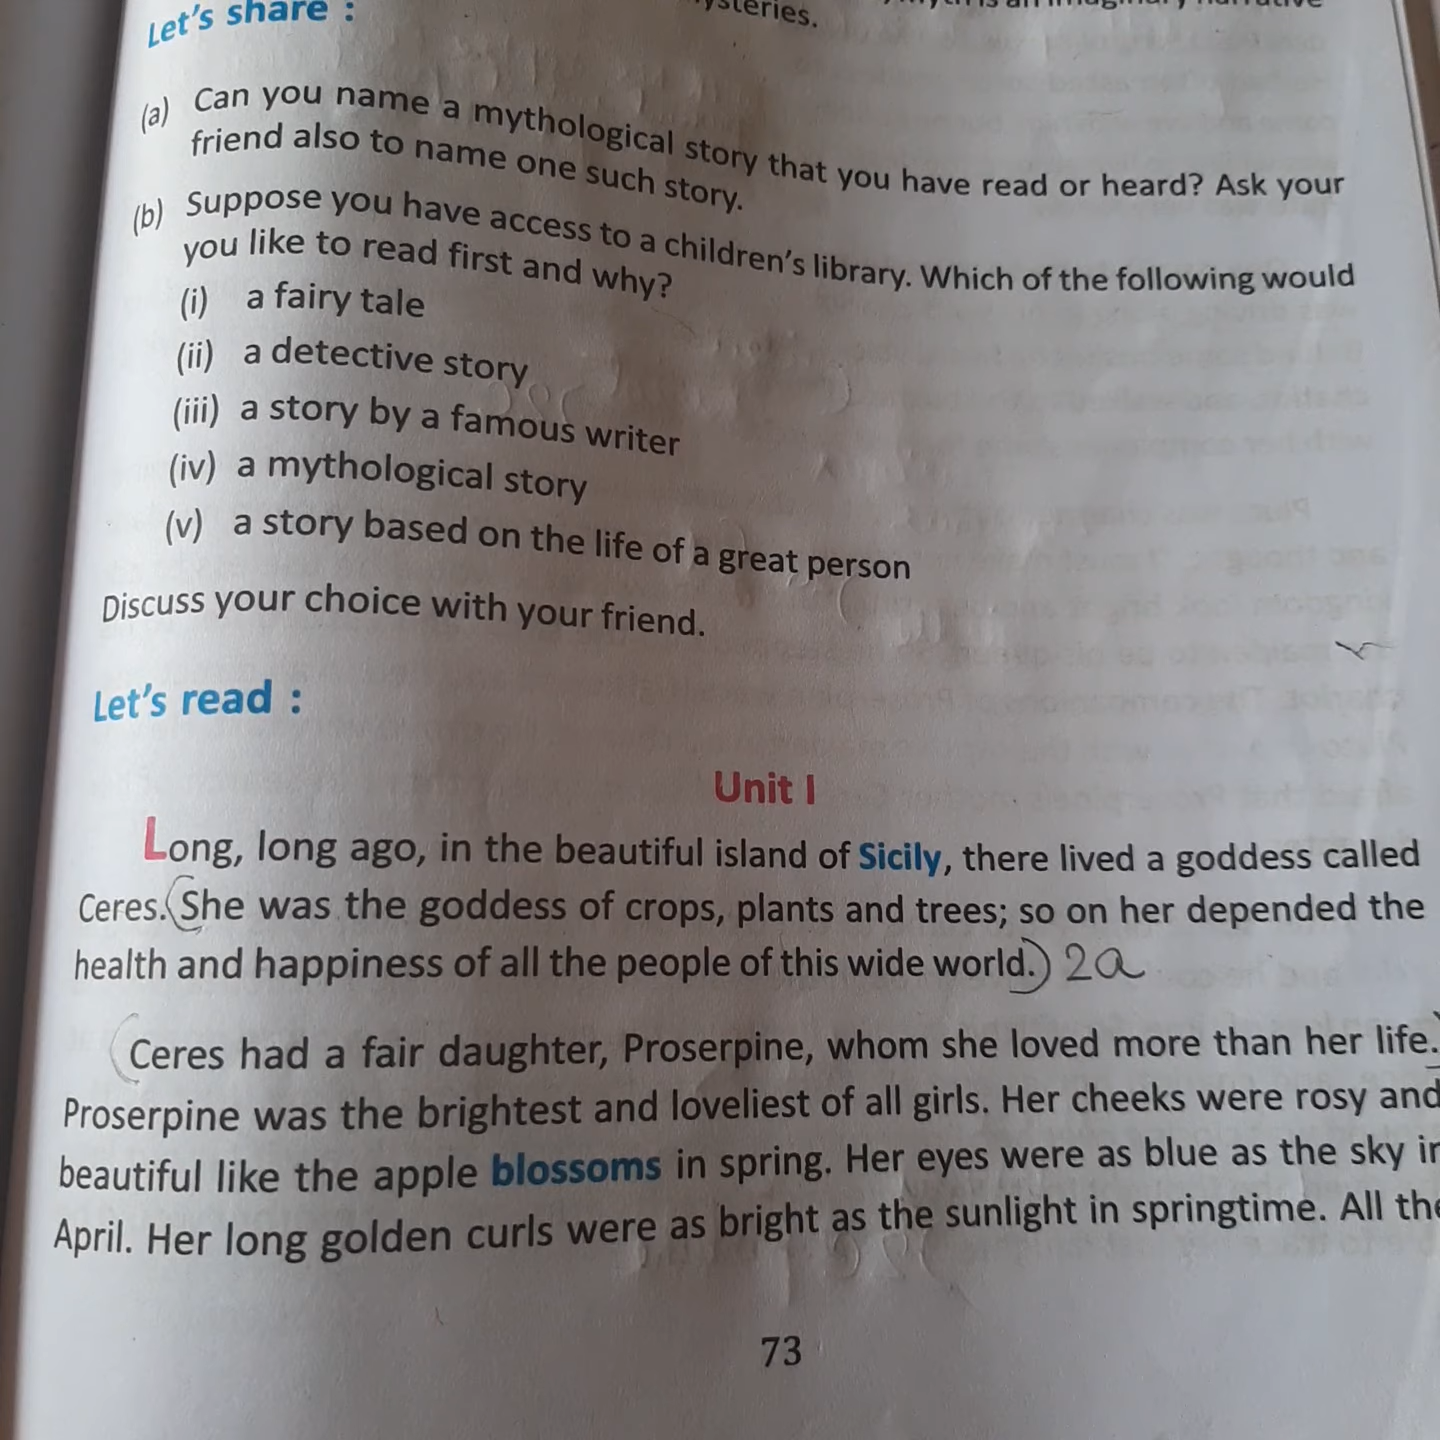 Let's share :
(a) Can you name a mythological story that you have read or heard? Ask your
friend also to name one such story.
(b) Suppose you have access to a children's library. Which of the following would
you like to read first and why?
(i) a fairy tale
(ii) a detective story
(iii) a story by a famous writer
(iv) a mythological story
(v) a story based on the life of a great person
Discuss your choice with your friend.
Let's read :
Unit I
Long, long ago, in the beautiful island of Sicily, there lived a goddess called
Ceres. (She was the goddess of crops, plants and trees; so on her depended the
health and happiness of all the people of this wide world.) 2a
(Ceres had a fair daughter, Proserpine, whom she loved more than her life.
Proserpine was the brightest and loveliest of all girls. Her cheeks were rosy and
beautiful like the apple blossoms in spring. Her eyes were as blue as the sky in
April. Her long golden curls were as bright as the sunlight in springtime. All the
73